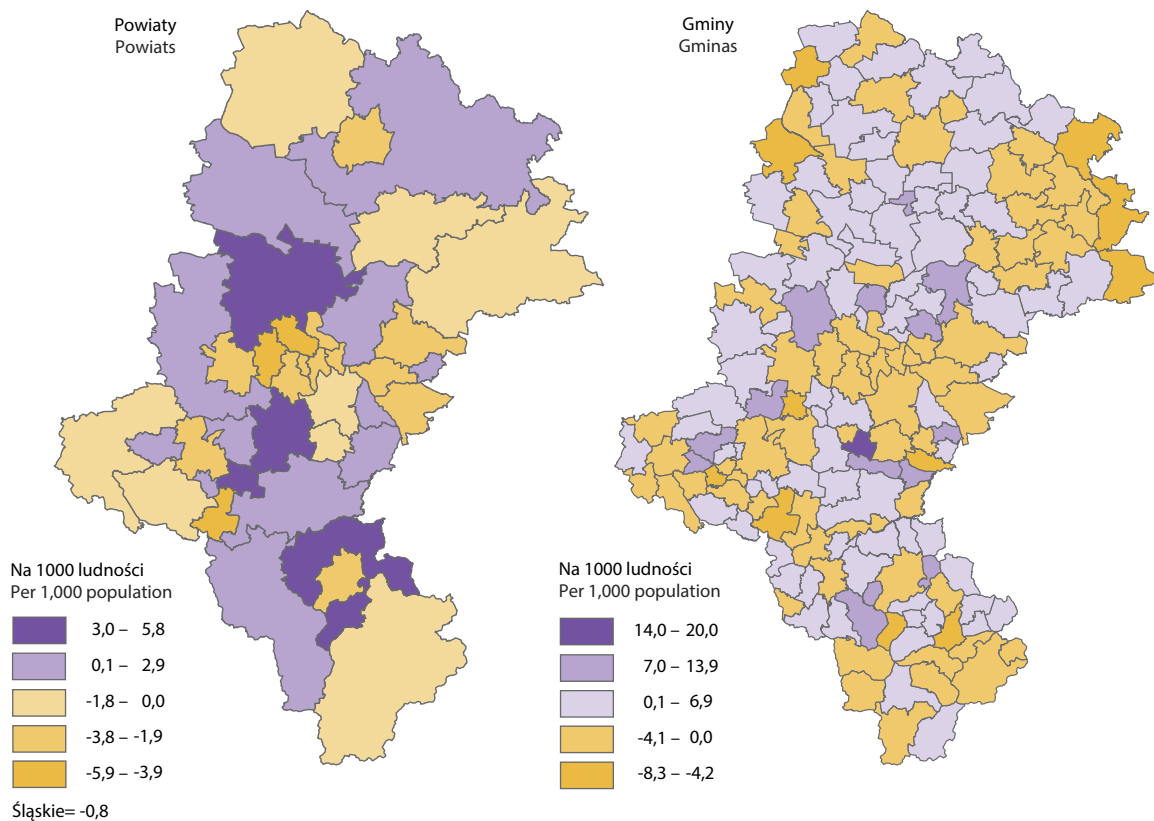 Powiaty
Powiats
Gminy
Gminas
Na 1000 ludności
Per 1,000 population
3,0 – 5,8
0,1 – 2,9
-1,8 – 0,0
-3,8 – -1,9
-5,9 – -3,9
Śląskie= -0,8
Na 1000 ludności
Per 1,000 population
14,0 – 20,0
7,0 – 13,9
0,1 – 6,9
-4,1 – 0,0
-8,3 – -4,2